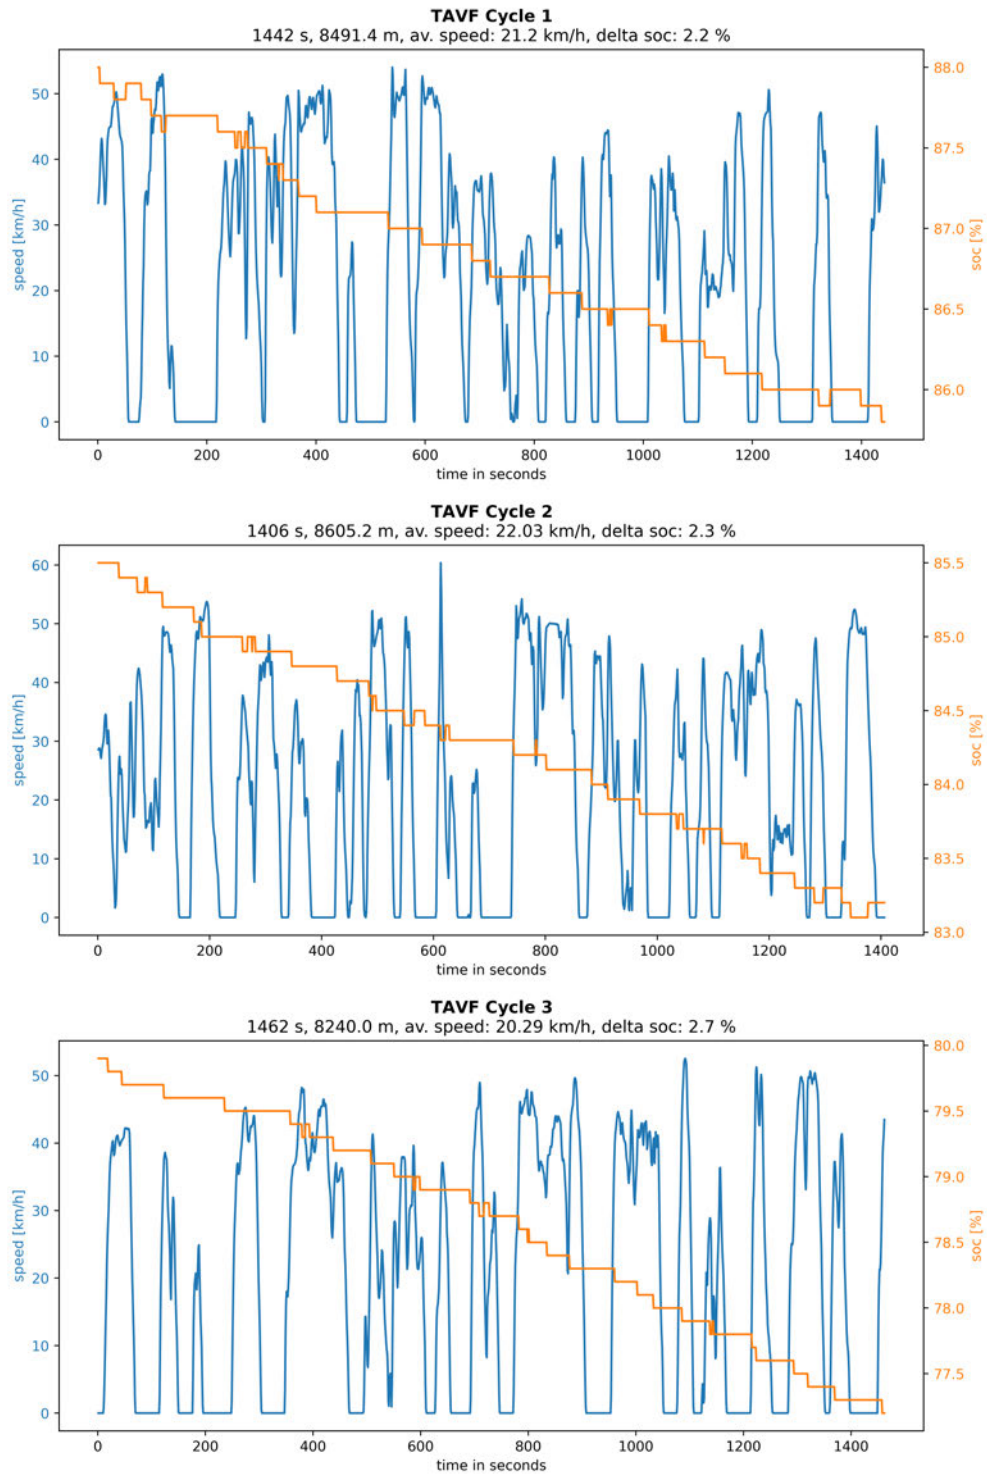 TAVF Cycle 1
1442 s, 8491.4 m, av. speed: 21.2 km/h, delta soc: 2.2 %
speed [km/h]
50
40
30
20
10
0
88.0
87.5
87.0
86.5
86.0
soc [%]
0 200 400 600 800 1000 1200 1400
time in seconds
TAVF Cycle 2
1406 s, 8605.2 m, av. speed: 22.03 km/h, delta soc: 2.3 %
speed [km/h]
60
50
40
30
20
10
0
85.5
85.0
84.5
84.0
83.5
83.0
soc [%]
0 200 400 600 800 1000 1200 1400
time in seconds
TAVF Cycle 3
1462 s, 8240.0 m, av. speed: 20.29 km/h, delta soc: 2.7 %
speed [km/h]
50
40
30
20
10
0
80.0
79.5
79.0
78.5
78.0
77.5
soc [%]
0 200 400 600 800 1000 1200 1400
time in seconds